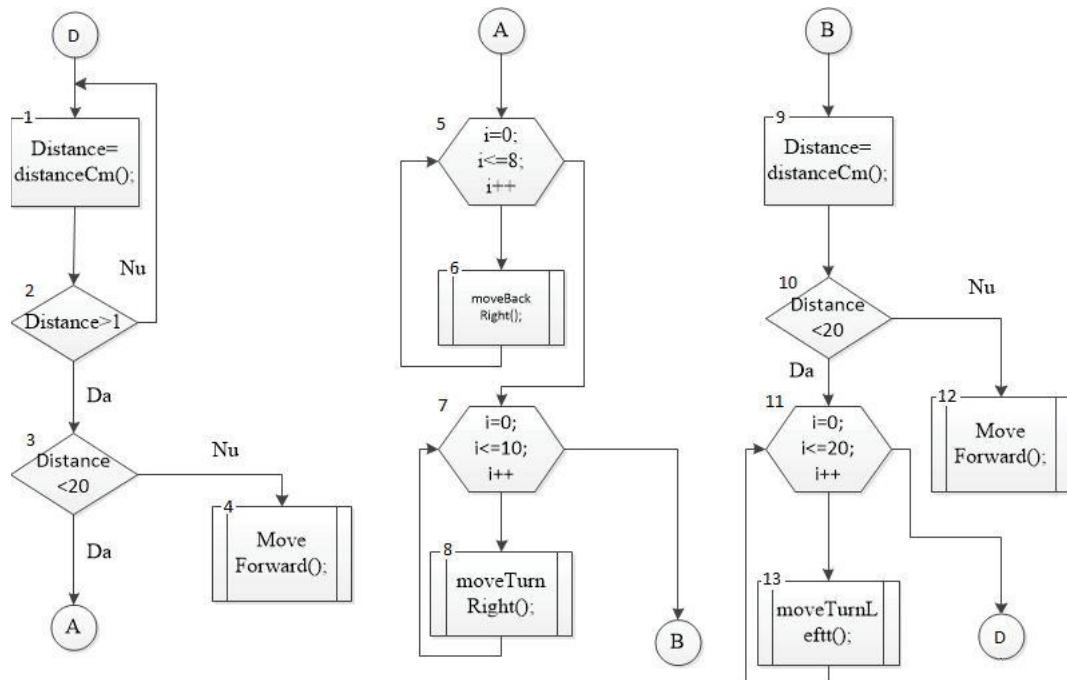 D
1
Distance=
distanceCm();
Nu
2
Distance>1
Da
3
Distance
<20
Nu
4
Move
Forward();
Da
A
A
5
i=0;
i<=8;
i++
6
moveBack
Right();
7
i=0;
i<=10;
i++
8
moveTurn
Right();
B
B
9
Distance=
distanceCm();
10
Distance
<20
Nu
Da
12
Move
Forward();
11
i=0;
i<=20;
i++
13
moveTurnL
eftt();
D